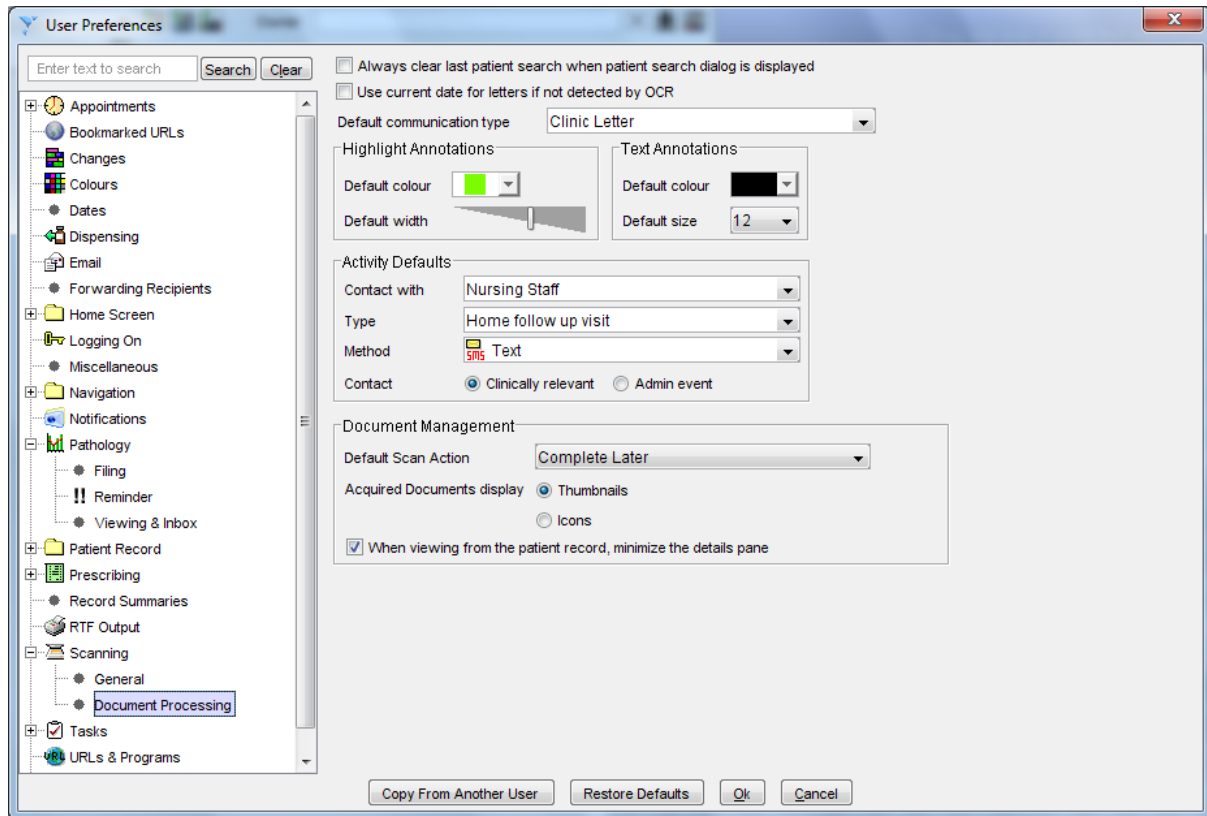 User Preferences
Enter text to search
Search
Clear
Appointments
Bookmarked URLs
Changes
Colours
Dates
Dispensing
Email
Forwarding Recipients
Home Screen
Logging On
Miscellaneous
Navigation
Notifications
Pathology
Filing
Reminder
Viewing & Inbox
Patient Record
Prescribing
Record Summaries
RTF Output
Scanning
General
Document Processing
Tasks
URLs & Programs
Always clear last patient search when patient search dialog is displayed
Use current date for letters if not detected by OCR
Default communication type Clinic Letter
Highlight Annotations
Default colour
Default width
Text Annotations
Default colour
Default size 12
Activity Defaults
Contact with Nursing Staff
Type Home follow up visit
Method SMS Text
Contact Clinically relevant Admin event
Document Management
Default Scan Action Complete Later
Acquired Documents display Thumbnails
Icons
When viewing from the patient record, minimize the details pane
Copy From Another User Restore Defaults Ok Cancel